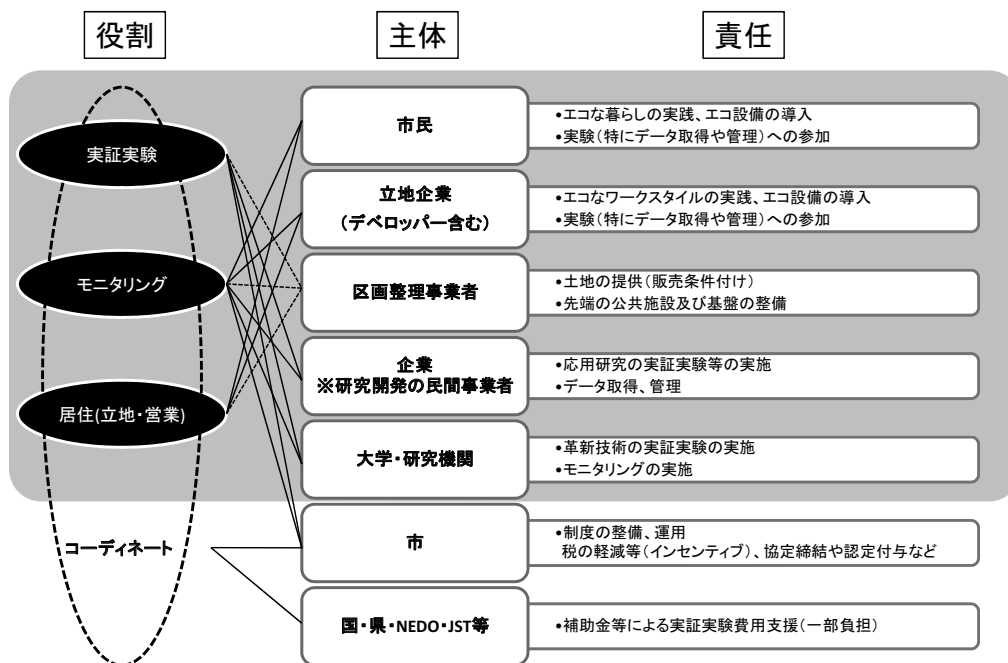 役割
主体
責任
実証実験
モニタリング
居住(立地・営業)
コーディネート
市民
•エコな暮らしの実践、エコ設備の導入
•実験(特にデータ取得や管理)への参加
立地企業
(デベロッパー含む)
•エコなワークスタイルの実践、エコ設備の導入
•実験(特にデータ取得や管理)への参加
区画整理事業者
•土地の提供(販売条件付け)
•先端の公共施設及び基盤の整備
企業
※研究開発の民間事業者
•応用研究の実証実験等の実施
•データ取得、管理
大学・研究機関
•革新技術の実証実験の実施
•モニタリングの実施
市
•制度の整備、運用
税の軽減等(インセンティブ)、協定締結や認定付与など
国・県・NEDO・JST等
•補助金等による実証実験費用支援(一部負担)